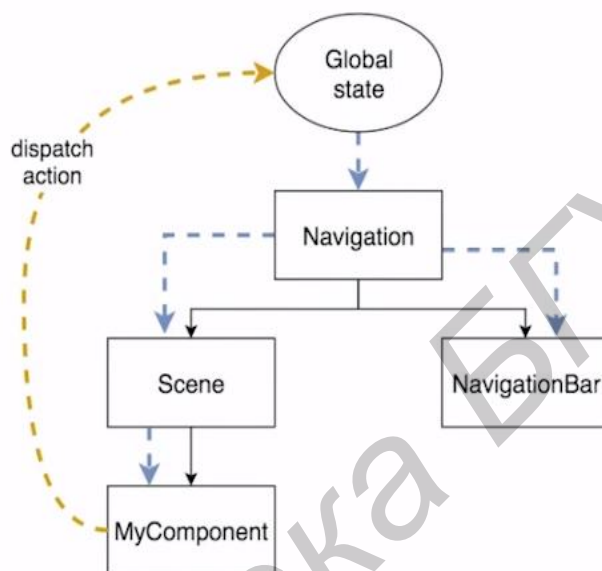 Global
state
dispatch
action
Navigation
Scene
NavigationBar
MyComponent